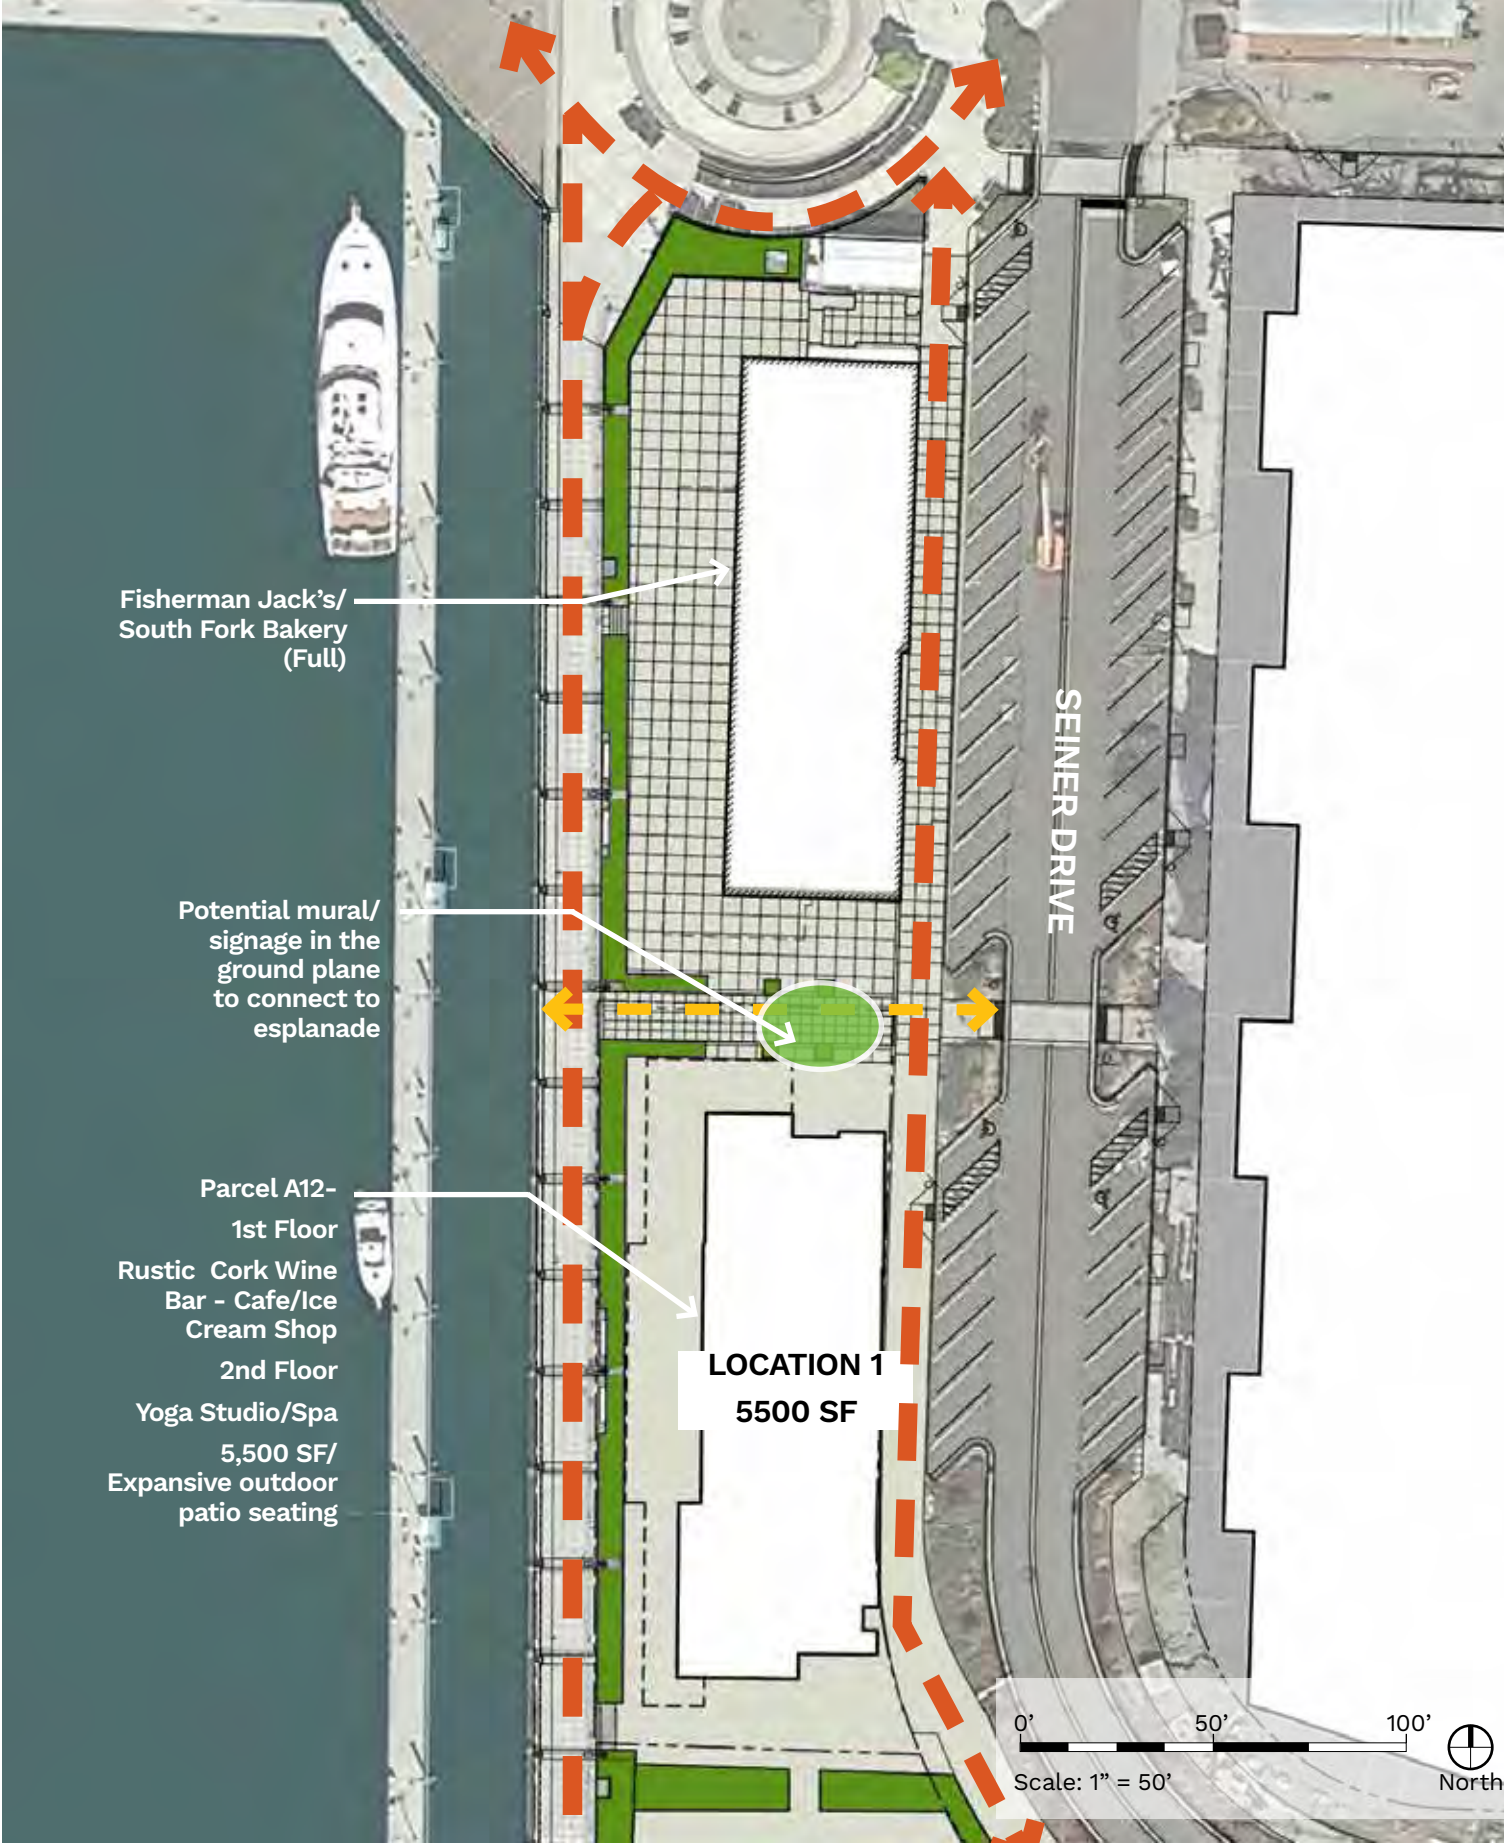 Fisherman Jack's/
South Fork Bakery
(Full)
SEINER DRIVE
Potential mural/
signage in the
ground plane
to connect to
esplanade
Parcel A12-
1st Floor
Rustic Cork Wine
Bar - Cafe/Ice
Cream Shop
2nd Floor
Yoga Studio/Spa
5,500 SF/
Expansive outdoor
patio seating
LOCATION 1
5500 SF
0' 50' 100'
Scale: 1" = 50'
North